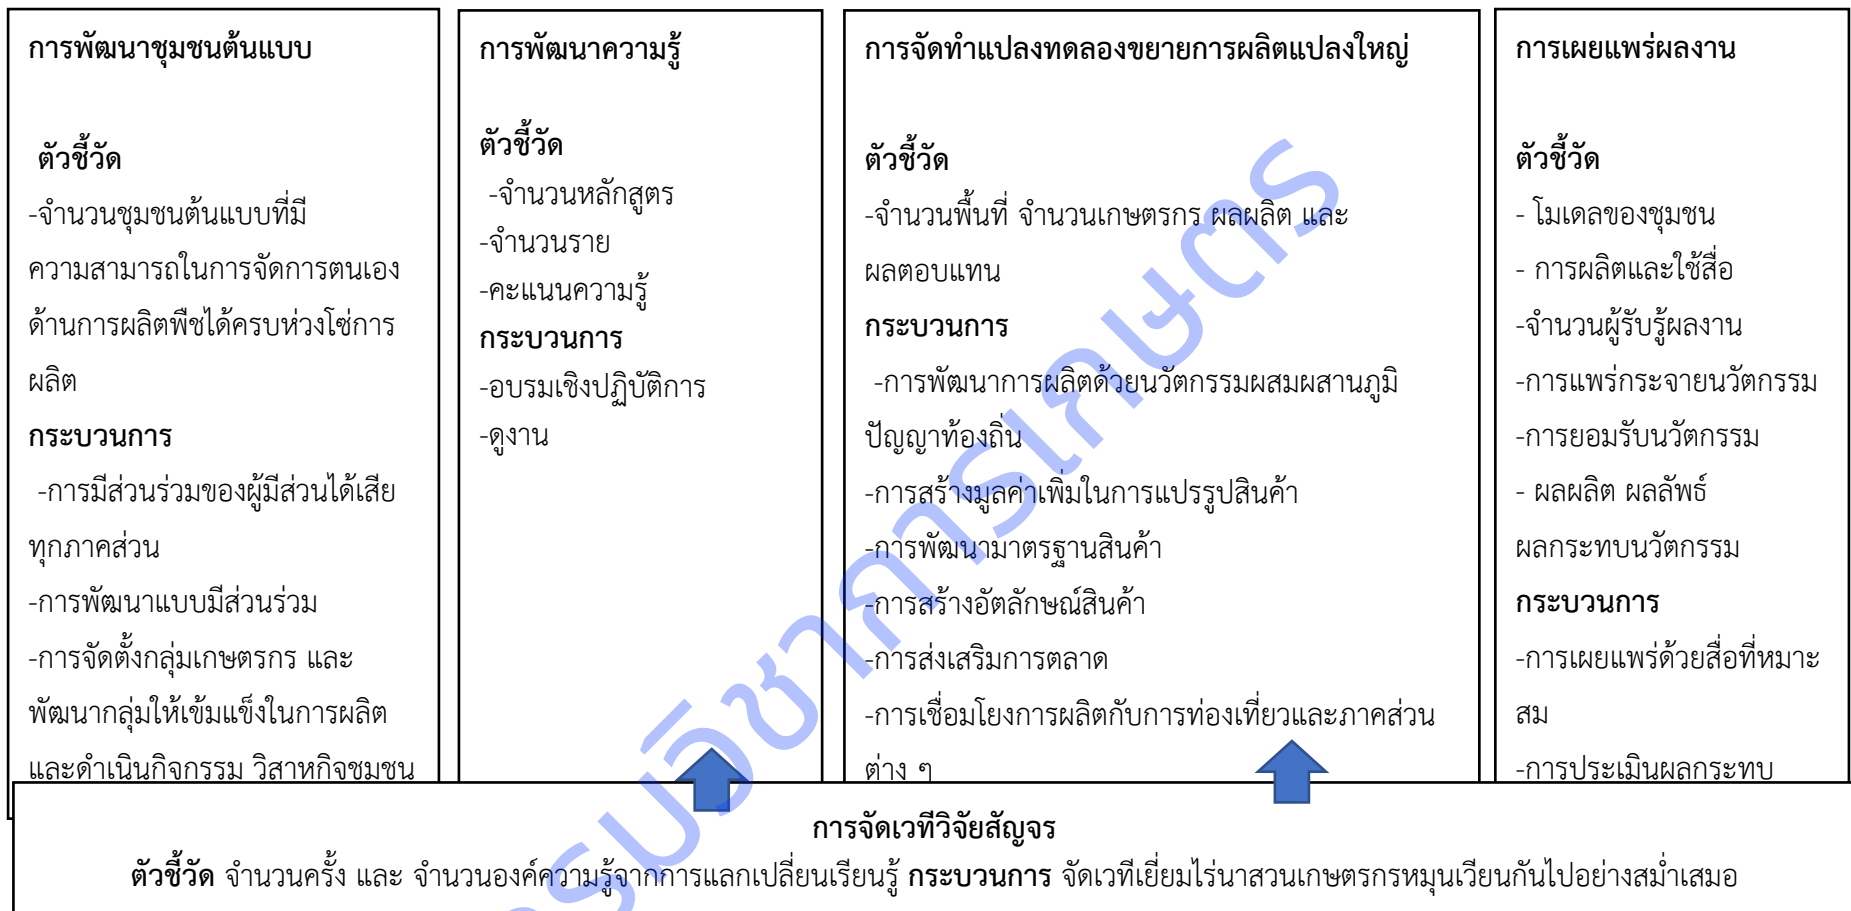 การพัฒนาชุมชนต้นแบบ
ตัวชี้วัด
-จำนวนชุมชนต้นแบบที่มี
ความสามารถในการจัดการตนเอง
ด้านการผลิตพืชได้ครบห่วงโซ่การ
ผลิต
กระบวนการ
-การมีส่วนร่วมของผู้มีส่วนได้เสีย
ทุกภาคส่วน
-การพัฒนาแบบมีส่วนร่วม
-การจัดตั้งกลุ่มเกษตรกร และ
พัฒนากลุ่มให้เข้มแข็งในการผลิต
และดำเนินกิจกรรม วิสาหกิจชุมชน
การพัฒนาความรู้
ตัวชี้วัด
-จำนวนหลักสูตร
-จำนวนราย
-คะแนนความรู้
กระบวนการ
-อบรมเชิงปฏิบัติการ
-ดูงาน
การจัดทำแปลงทดลองขยายการผลิตแปลงใหญ่
ตัวชี้วัด
-จำนวนพื้นที่ จำนวนเกษตรกร ผลผลิต และ
ผลตอบแทน
กระบวนการ
-การพัฒนาการผลิตด้วยนวัตกรรมผสมผสานภูมิ
ปัญญาท้องถิ่น
-การสร้างมูลค่าเพิ่มในการแปรรูปสินค้า
-การพัฒนามาตรฐานสินค้า
-การสร้างอัตลักษณ์สินค้า
-การส่งเสริมการตลาด
-การเชื่อมโยงการผลิตกับการท่องเที่ยวและภาคส่วน
ต่าง ๆ
การเผยแพร่ผลงาน
ตัวชี้วัด
- โมเดลของชุมชน
- การผลิตและใช้สื่อ
-จำนวนผู้รับรู้ผลงาน
-การแพร่กระจายนวัตกรรม
-การยอมรับนวัตกรรม
- ผลผลิต ผลลัพธ์
ผลกระทบนวัตกรรม
กระบวนการ
-การเผยแพร่ด้วยสื่อที่หมาะ
สม
-การประเมินผลกระทบ
การจัดเวทีวิจัยสัญจร
ตัวชี้วัด จำนวนครั้ง และ จำนวนองค์ความรู้จากการแลกเปลี่ยนเรียนรู้ กระบวนการ จัดเวทีเยี่ยมไร่นาสวนเกษตรกรหมุนเวียนกันไปอย่างสม่ำเสมอ
กรมวิชาการเกษตร